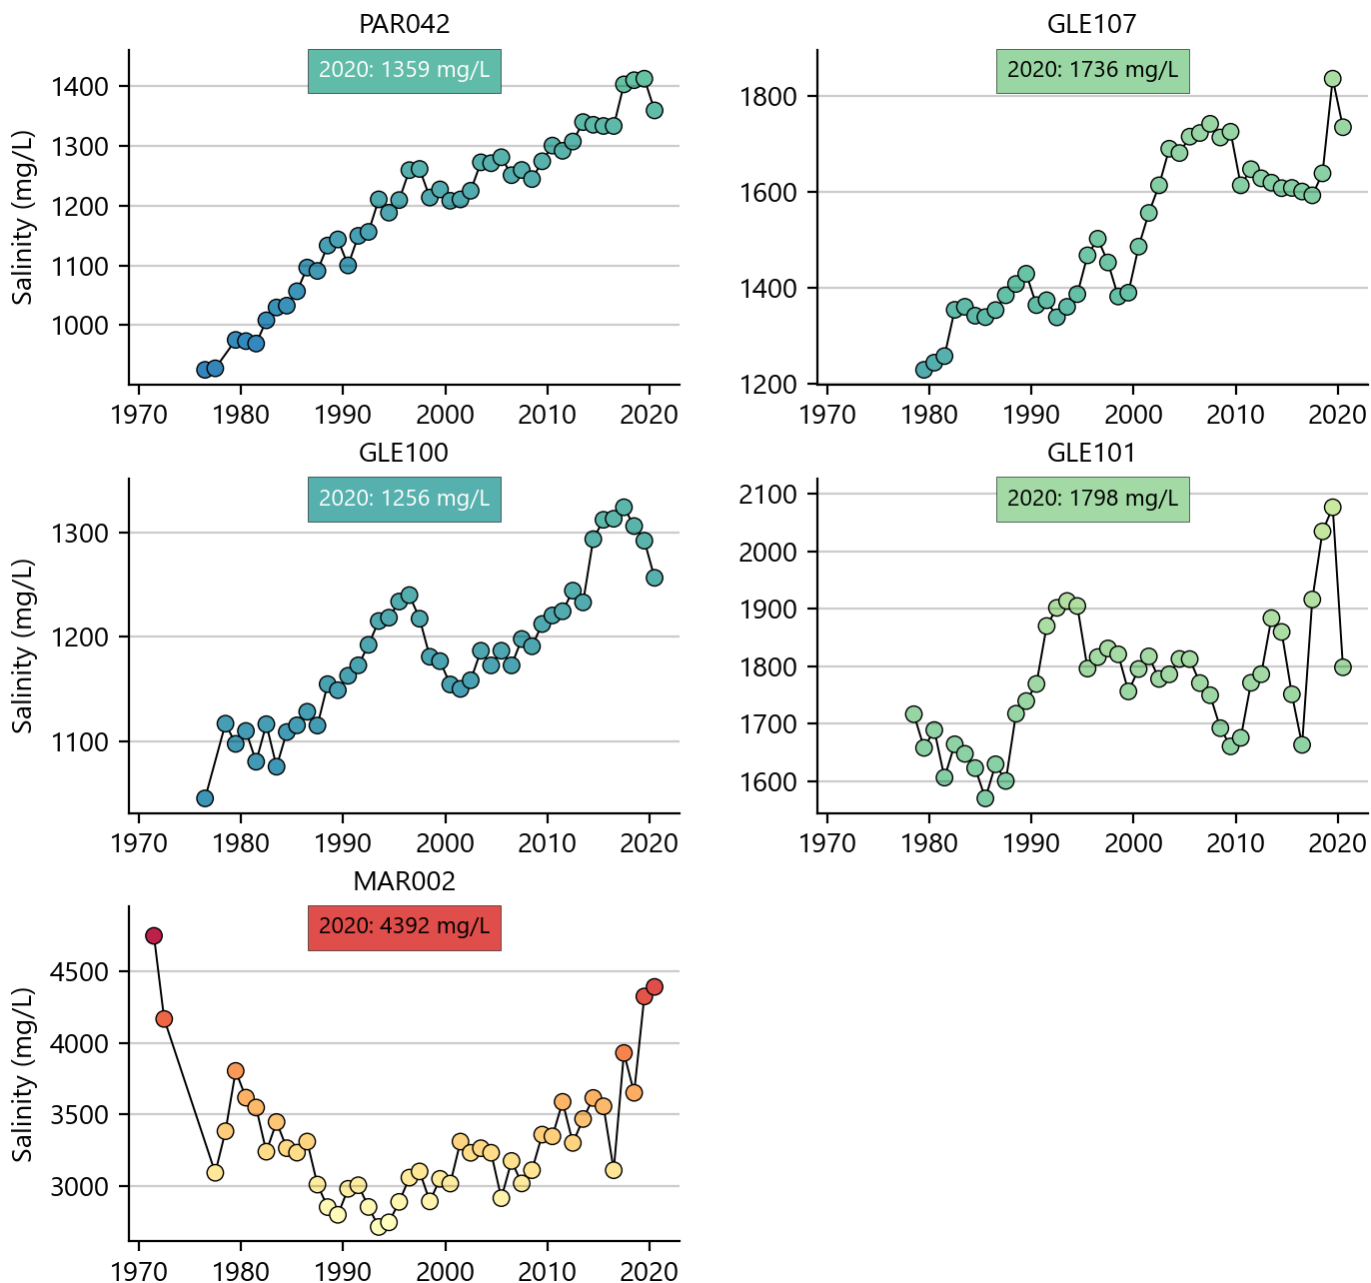 PAR042
2020: 1359 mg/L
Salinity (mg/L)
1400
1300
1200
1100
1000
1970 1980 1990 2000 2010 2020
GLE107
2020: 1736 mg/L
1800
1600
1400
1200
1970 1980 1990 2000 2010 2020
GLE100
2020: 1256 mg/L
Salinity (mg/L)
1300
1200
1100
1970 1980 1990 2000 2010 2020
GLE101
2020: 1798 mg/L
2100
2000
1900
1800
1700
1600
1970 1980 1990 2000 2010 2020
MAR002
2020: 4392 mg/L
Salinity (mg/L)
4500
4000
3500
3000
1970 1980 1990 2000 2010 2020